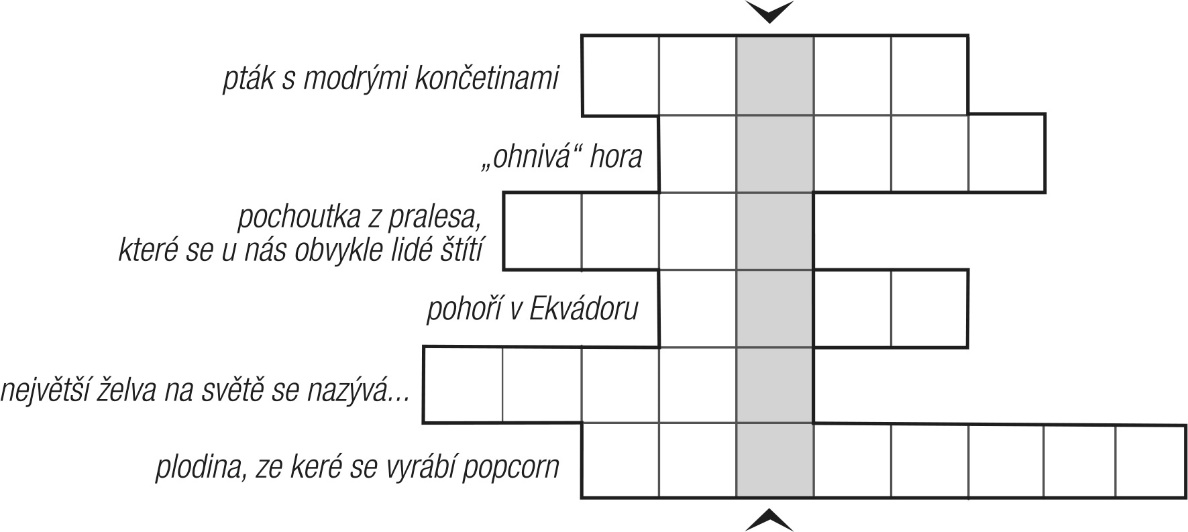 pták s modrými končetinami
„ohnivá“ hora
pochoutka z pralesa,
které se u nás obvykle lidé štítí
pohoří v Ekvádoru
největší želva na světě se nazývá...
plodina, ze keré se vyrábí popcorn